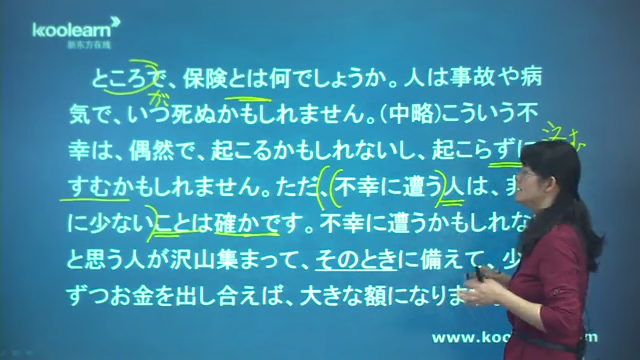 koolearn
新东方在线
ところで、保険とは何でしょうか。人は事故や病
が
気で、いつ死ぬかもしれません。(中略)こういう不
幸は、偶然で、起こるかもしれないし、起こらずに
すむかもしれません。ただ、不幸に遭う人は、非
に少ないことは確かです。不幸に遭うかもしれな
と思う人が沢山集まって、そのときに備えて、少
ずつお金を出し合えば、大きな額になりま
www.koo
m